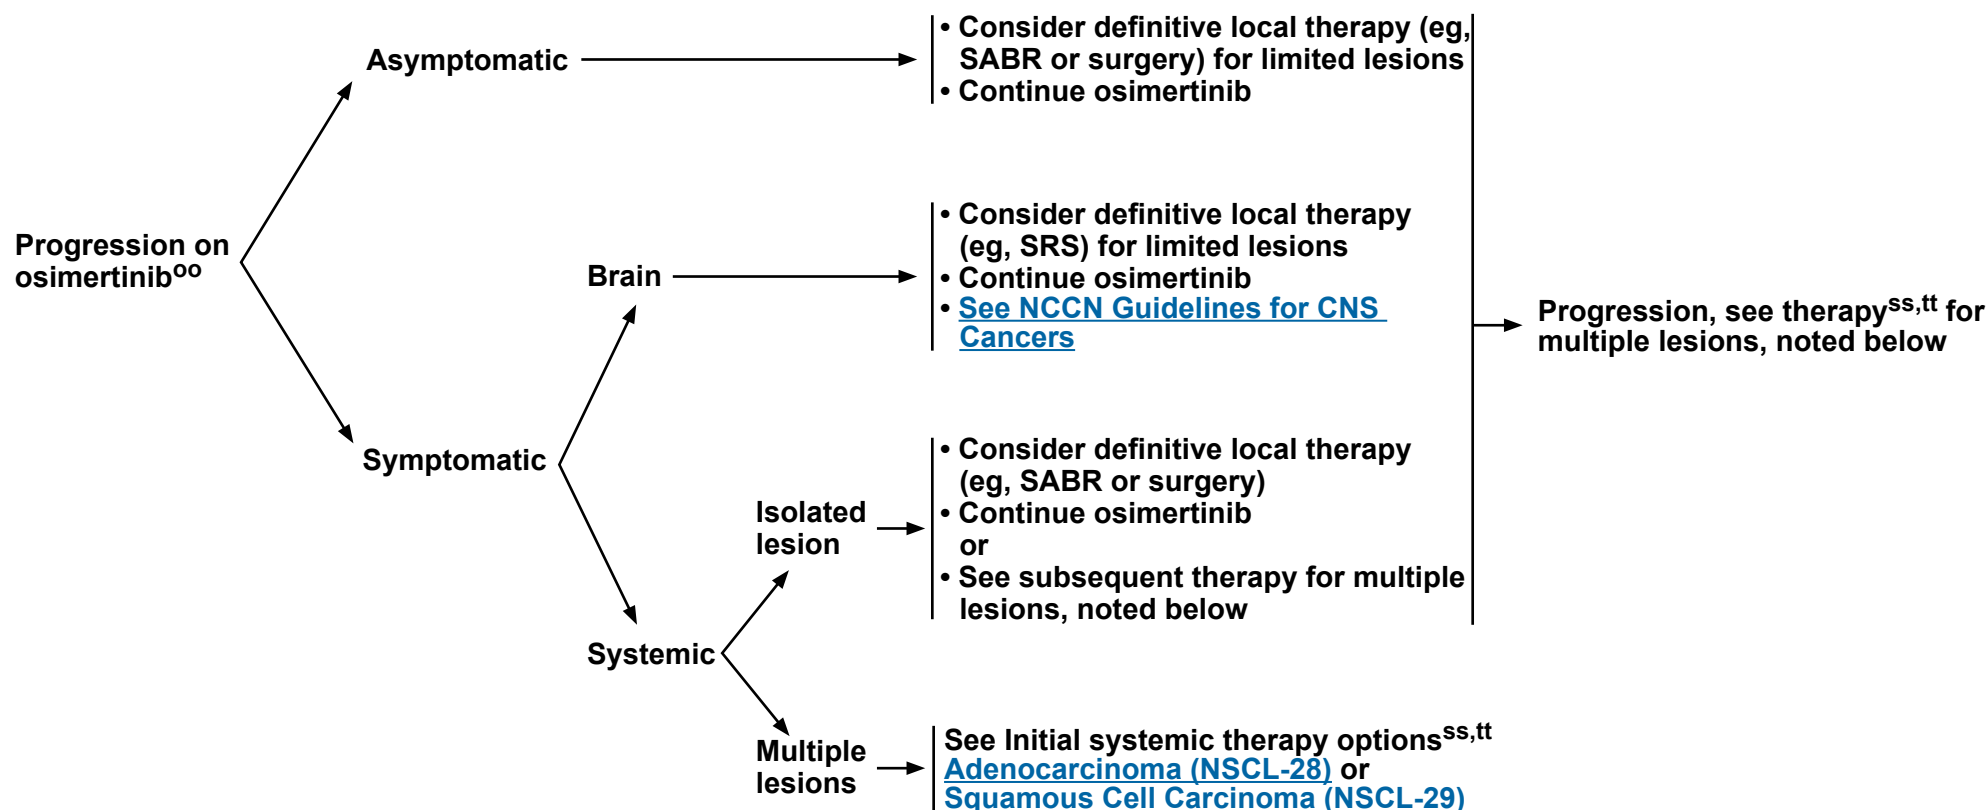 Progression on
osimertinib^oo
Asymptomatic
• Consider definitive local therapy (eg,
SABR or surgery) for limited lesions
• Continue osimertinib
Symptomatic
Brain
• Consider definitive local therapy
(eg, SRS) for limited lesions
• Continue osimertinib
• See NCCN Guidelines for CNS
Cancers
Systemic
Isolated
lesion
• Consider definitive local therapy
(eg, SABR or surgery)
• Continue osimertinib
or
• See subsequent therapy for multiple
lesions, noted below
Progression, see therapy^ss,tt for
multiple lesions, noted below
Multiple
lesions
See Initial systemic therapy options^ss,tt
Adenocarcinoma (NSCL-28) or
Squamous Cell Carcinoma (NSCL-29)